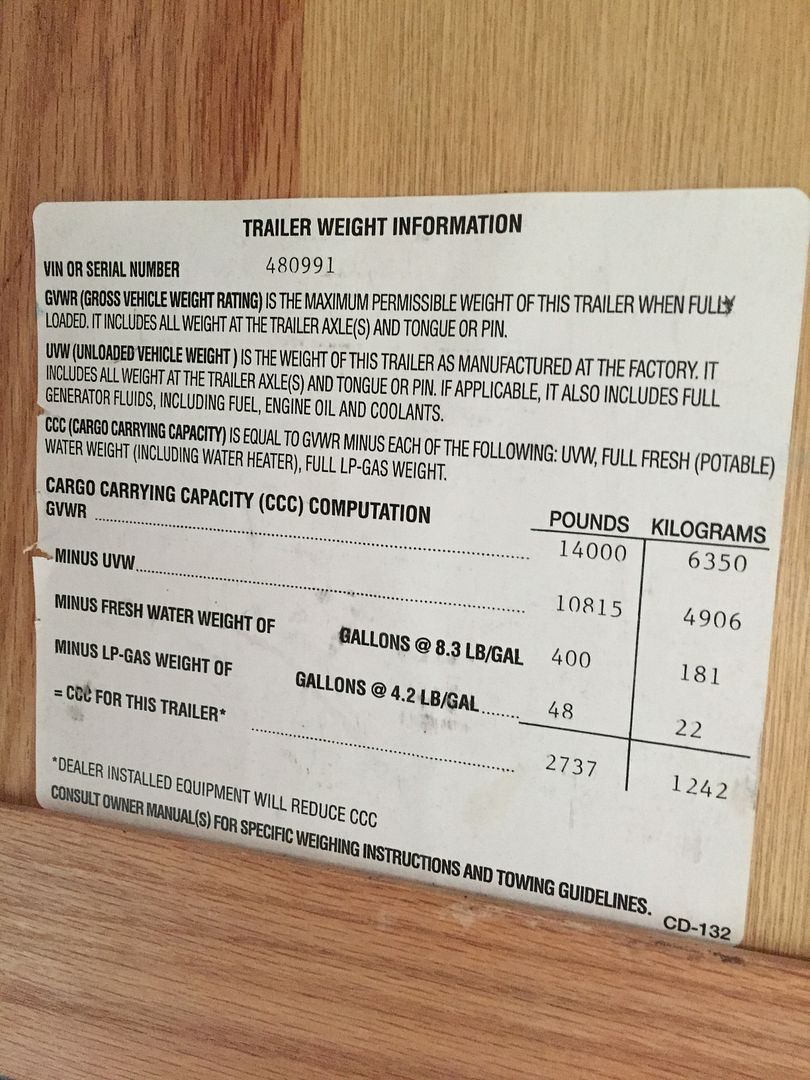 TRAILER WEIGHT INFORMATION
VIN OR SERIAL NUMBER 480991
GVWR (GROSS VEHICLE WEIGHT RATING) IS THE MAXIMUM PERMISSIBLE WEIGHT OF THIS TRAILER WHEN FULLY
LOADED. IT INCLUDES ALL WEIGHT AT THE TRAILER AXLE(S) AND TONGUE OR PIN.
UVW (UNLOADED VEHICLE WEIGHT ) IS THE WEIGHT OF THIS TRAILER AS MANUFACTURED AT THE FACTORY. IT
INCLUDES ALL WEIGHT AT THE TRAILER AXLE(S) AND TONGUE OR PIN. IF APPLICABLE, IT ALSO INCLUDES FULL
GENERATOR FLUIDS, INCLUDING FUEL, ENGINE OIL AND COOLANTS.
CCC (CARGO CARRYING CAPACITY) IS EQUAL TO GVWR MINUS EACH OF THE FOLLOWING: UVW, FULL FRESH (POTABLE)
WATER WEIGHT (INCLUDING WATER HEATER), FULL LP-GAS WEIGHT.
CARGO CARRYING CAPACITY (CCC) COMPUTATION
POUNDS KILOGRAMS
GVWR 14000 6350
MINUS UVW 10815 4906
MINUS FRESH WATER WEIGHT OF GALLONS @ 8.3 LB/GAL 400 181
MINUS LP-GAS WEIGHT OF GALLONS @ 4.2 LB/GAL 48 22
= CCC FOR THIS TRAILER* 2737 1242
*DEALER INSTALLED EQUIPMENT WILL REDUCE CCC
CONSULT OWNER MANUAL(S) FOR SPECIFIC WEIGHING INSTRUCTIONS AND TOWING GUIDELINES.
CD-132